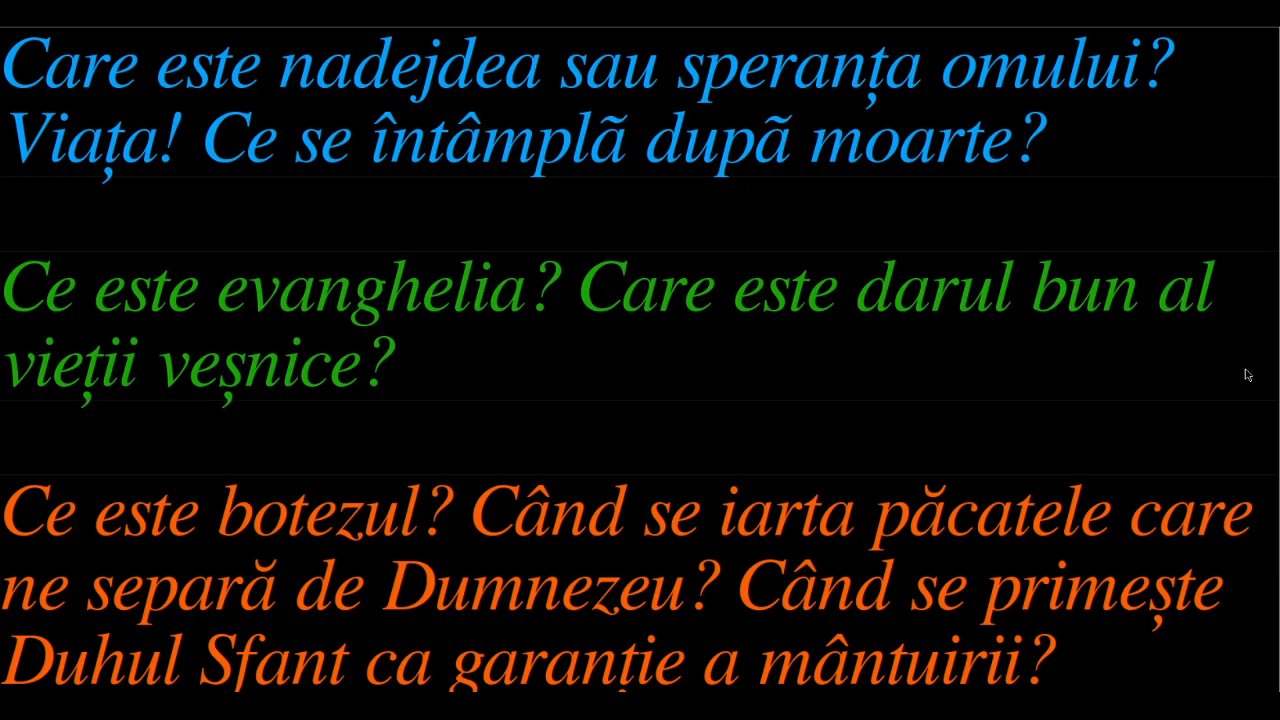 Care este nadejdea sau speranța omului?
Viața! Ce se întâmplã dupã moarte?
Ce este evanghelia? Care este darul bun al
vieții veșnice?
Ce este botezul? Când se iarta păcatele care
ne separă de Dumnezeu? Când se primește
Duhul Sfant ca garanție a mântuirii?